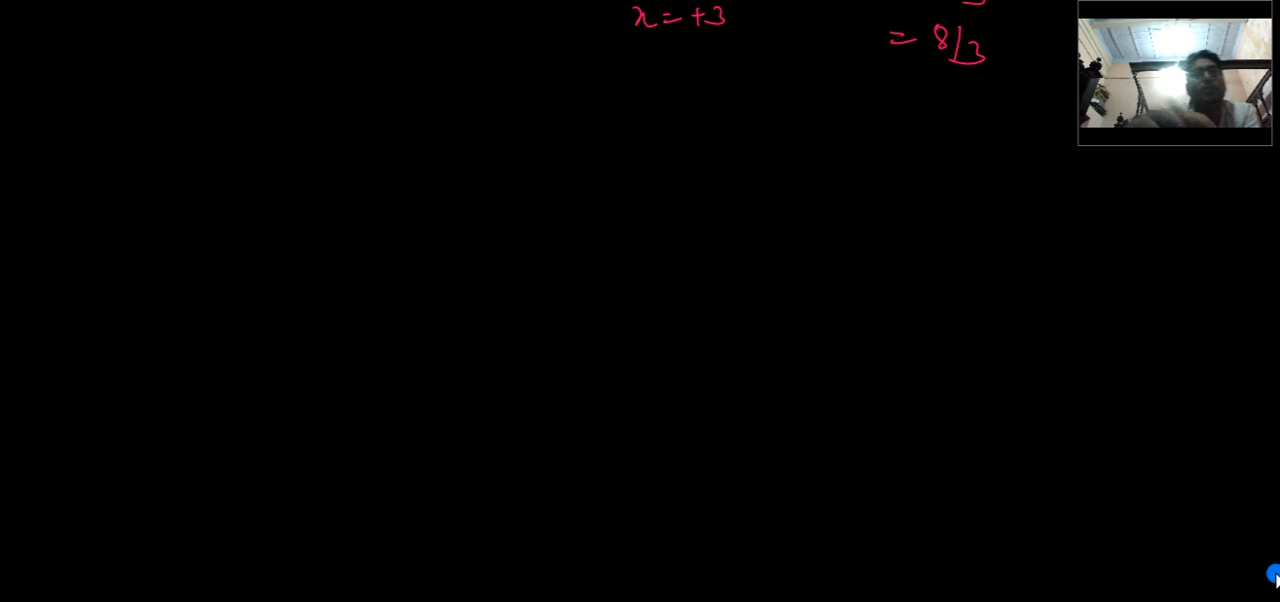 x = +3
= 8/3